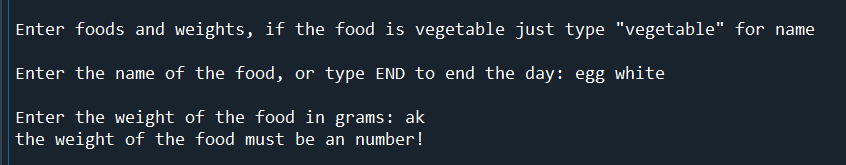 Enter foods and weights, if the food is vegetable just type "vegetable" for name
Enter the name of the food, or type END to end the day: egg white
Enter the weight of the food in grams: ak
the weight of the food must be an number!